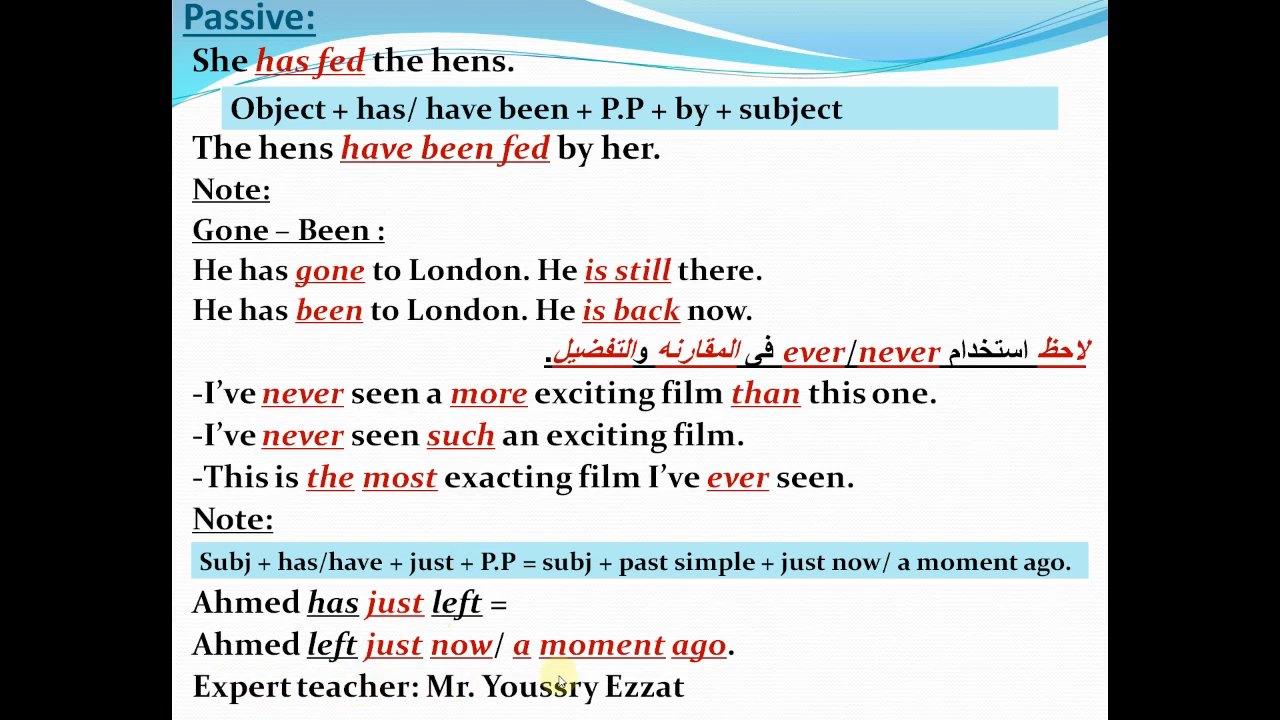 Passive:
She has fed the hens.
Object + has/ have been + P.P + by + subject
The hens have been fed by her.
Note:
Gone – Been :
He has gone to London. He is still there.
He has been to London. He is back now.
لاحظ استخدام ever/never فى المقارنه والتفضيل.
-I’ve never seen a more exciting film than this one.
-I’ve never seen such an exciting film.
-This is the most exacting film I’ve ever seen.
Note:
Subj + has/have + just + P.P = subj + past simple + just now/ a moment ago.
Ahmed has just left =
Ahmed left just now/ a moment ago.
Expert teacher: Mr. Youssry Ezzat